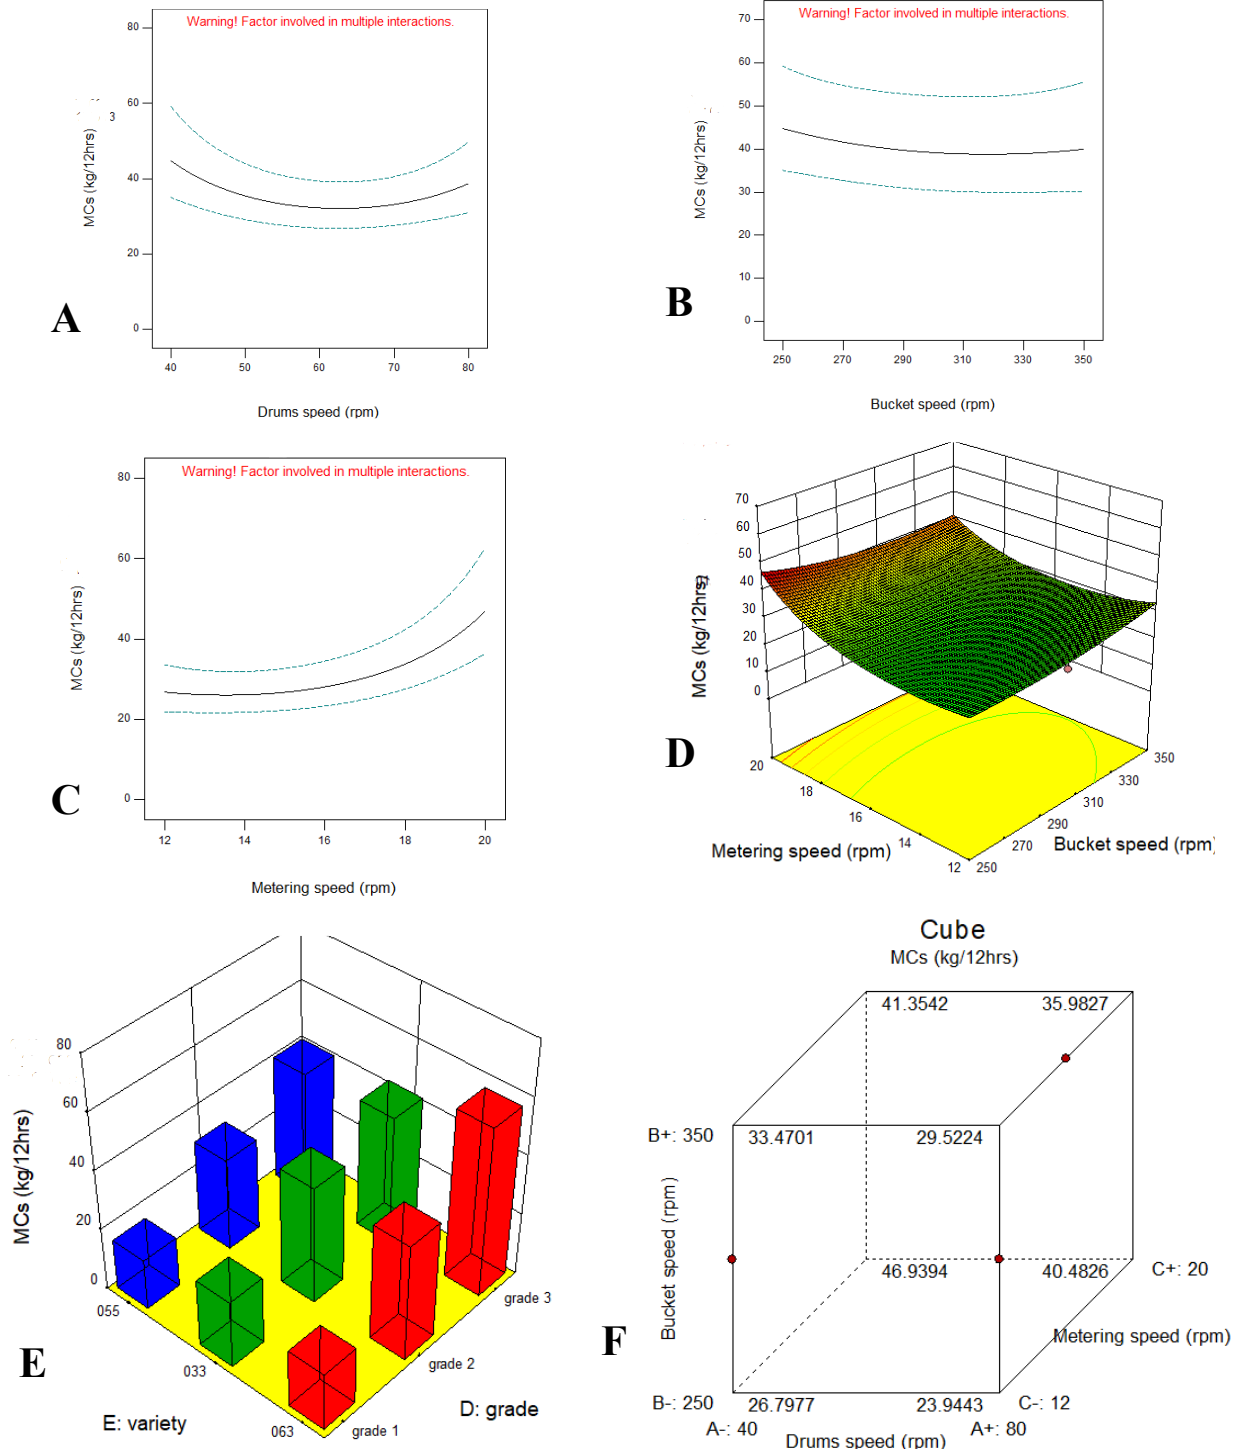 Warning! Factor involved in multiple interactions.
80
60
40
20
0
MCs (kg/12hrs)
3
40 50 60 70 80
Drums speed (rpm)
A
Warning! Factor involved in multiple interactions.
70
60
50
40
30
20
10
0
MCs (kg/12hrs)
250 270 290 310 330 350
Bucket speed (rpm)
B
Warning! Factor involved in multiple interactions.
80
60
40
20
0
MCs (kg/12hrs)
12 14 16 18 20
Metering speed (rpm)
C
70
60
50
40
30
20
10
0
MCs (kg/12hrs)
20 18 16 14 12
Metering speed (rpm)
250 270 290 310 330 350
Bucket speed (rpm)
D
80
60
40
20
0
MCs (kg/12hrs)
055
033
063
E: variety
grade 1
grade 2
grade 3
D: grade
E
Cube
MCs (kg/12hrs)
41.3542 35.9827
B+: 350 33.4701 29.5224
Bucket speed (rpm)
46.9394 40.4826 C+: 20
Metering speed (rpm)
B-: 250 26.7977 23.9443 C-: 12
A-: 40 A+: 80
Drums speed (rpm)
F